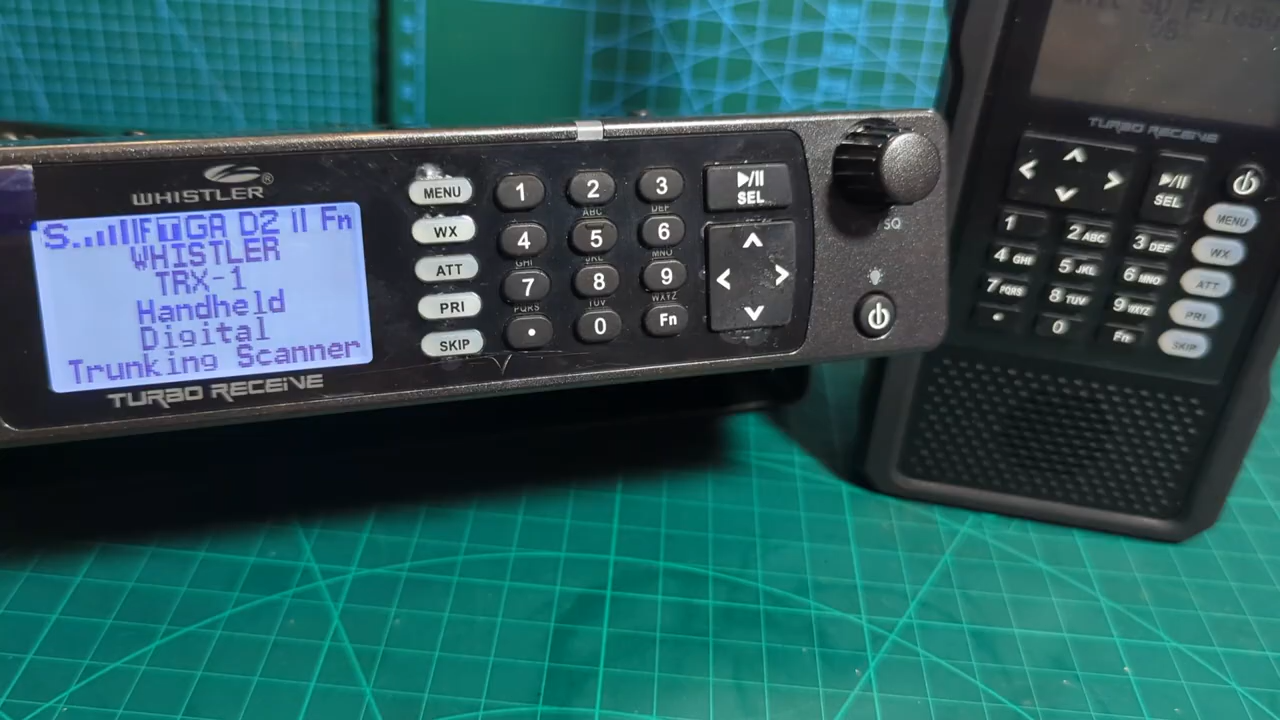 WHISTLER®
S F T GA D2 II Fn
WHISTLER
TRX-1
Handheld
Digital
Trunking Scanner
TURBO RECEIVE
MENU
WX
ATT
PRI
SKIP
1
2
3
ABC
DEF
4
5
6
GHI
JKL
MNO
7
8
9
PQRS
TUV
WXYZ
.
0
Fn
▶/II
SEL
SQ
TURBO RECEIVE
▶/II
SEL
MENU
WX
ATT
PRI
SKIP
1
2 ABC
3 DEF
4 GHI
5 JKL
6 MNO
7 PQRS
8 TUV
9 WXYZ
.
0
Fn